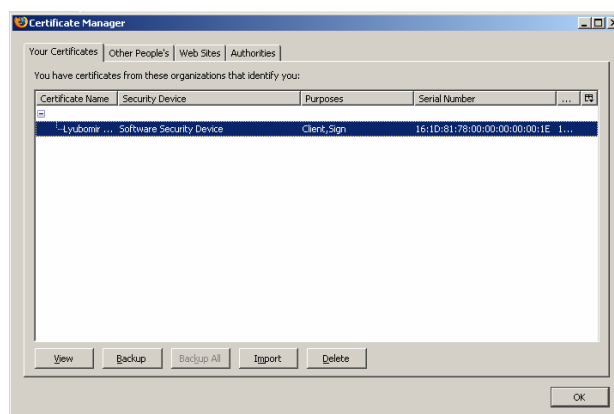 Certificate Manager
Your Certificates Other People's Web Sites Authorities
You have certificates from these organizations that identify you:
Certificate Name Security Device Purposes Serial Number ...
Lyubomir ... Software Security Device Client,Sign 16:1D:81:78:00:00:00:00:00:1E 1...
View Backup Backup All Import Delete
OK